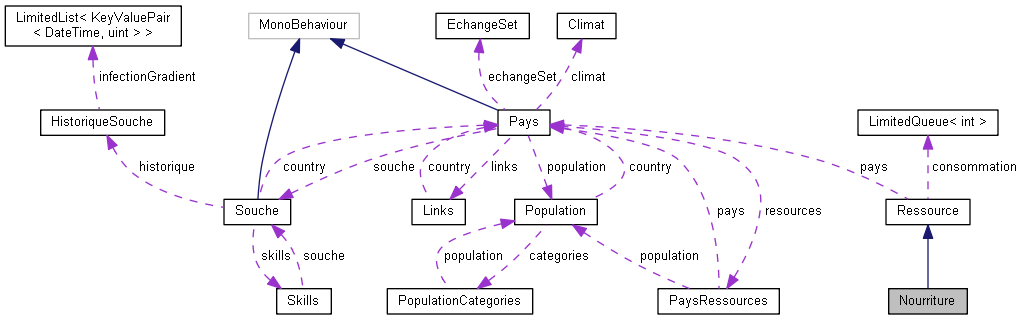 LimitedList< KeyValuePair
< DateTime, uint > >
MonoBehaviour
EchangeSet
Climat
infectionGradient
echangeSet
climat
HistoriqueSouche
Pays
LimitedQueue< int >
historique
country
souche
country
links
population
country
pays
consommation
Souche
Links
Population
pays
resources
Ressource
skills
souche
population
categories
population
Skills
PopulationCategories
PaysRessources
Nourriture